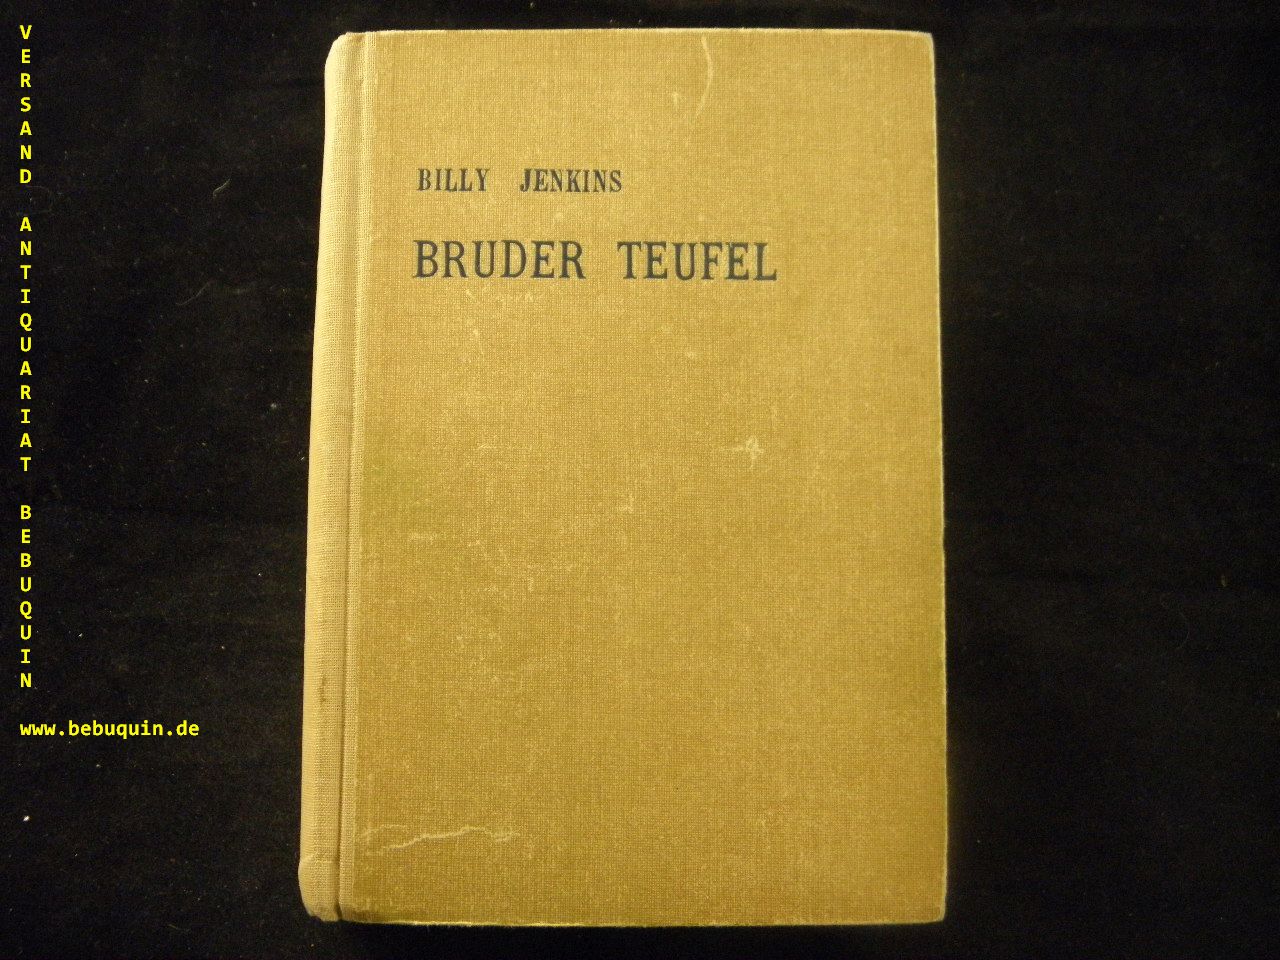 BILLY JENKINS
BRUDER TEUFEL
VERSAND ANTIQUARIAT BEBUQUIN
www.bebuquin.de